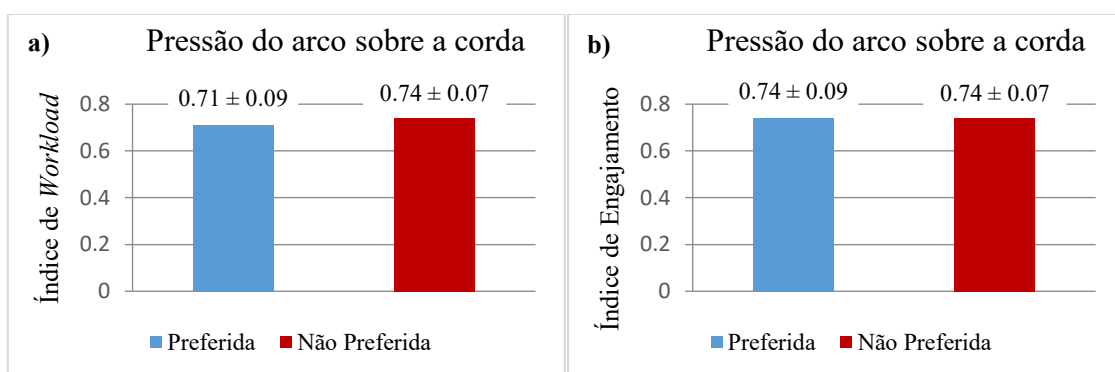 a)
Pressão do arco sobre a corda
Índice de Workload
0.8
0.6
0.4
0.2
0
0.71 ± 0.09
0.74 ± 0.07
Preferida
Não Preferida
b)
Pressão do arco sobre a corda
Índice de Engajamento
0.8
0.6
0.4
0.2
0
0.74 ± 0.09
0.74 ± 0.07
Preferida
Não Preferida